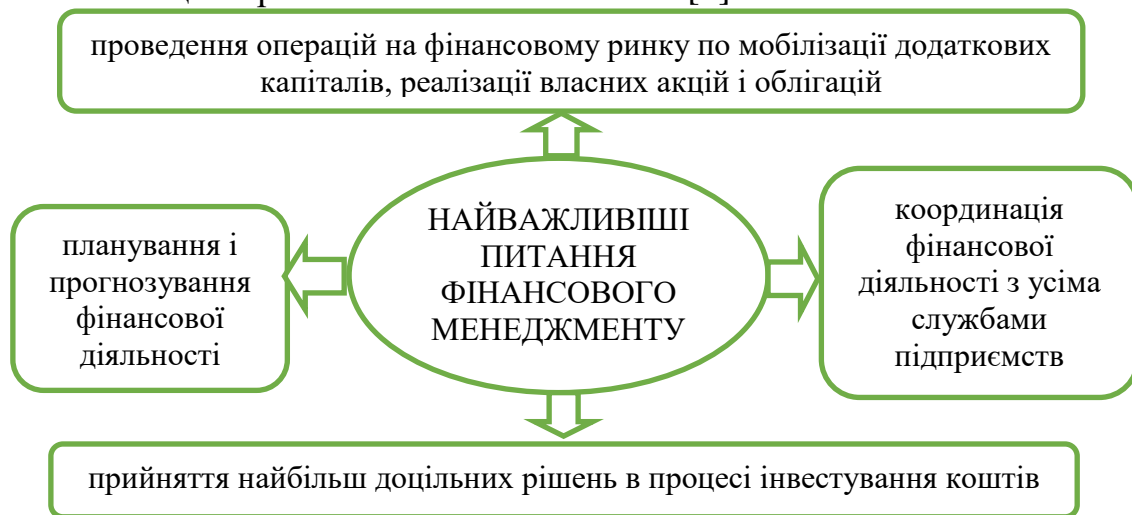 проведення операцій на фінансовому ринку по мобілізації додаткових
капіталів, реалізації власних акцій і облігацій
НАЙВАЖЛИВІШІ
ПИТАННЯ
ФІНАНСОВОГО
МЕНЕДЖМЕНТУ
планування і
прогнозування
фінансової
діяльності
координація
фінансової
діяльності з усіма
службами
підприємств
прийняття найбільш доцільних рішень в процесі інвестування коштів